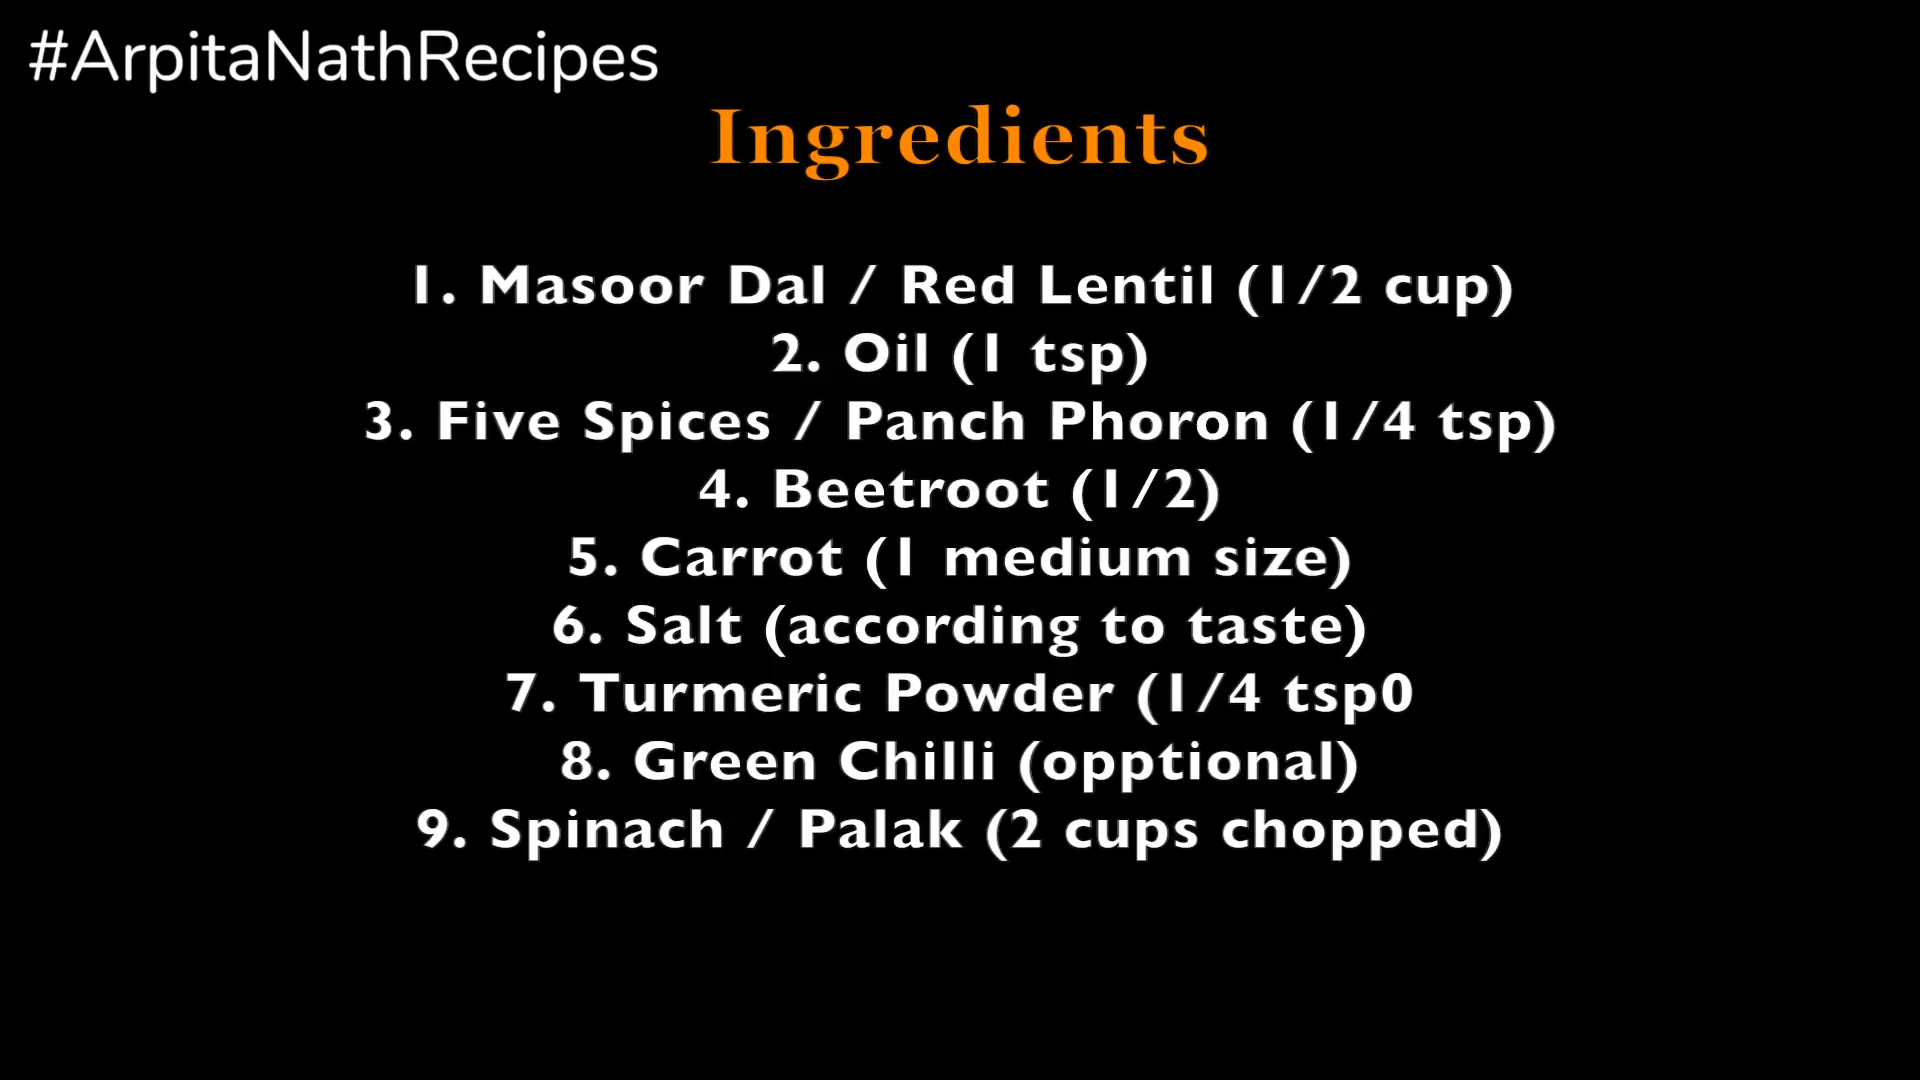 #ArpitaNathRecipes
Ingredients
1. Masoor Dal / Red Lentil (1/2 cup)
2. Oil (1 tsp)
3. Five Spices / Panch Phoron (1/4 tsp)
4. Beetroot (1/2)
5. Carrot (1 medium size)
6. Salt (according to taste)
7. Turmeric Powder (1/4 tsp0
8. Green Chilli (opptional)
9. Spinach / Palak (2 cups chopped)